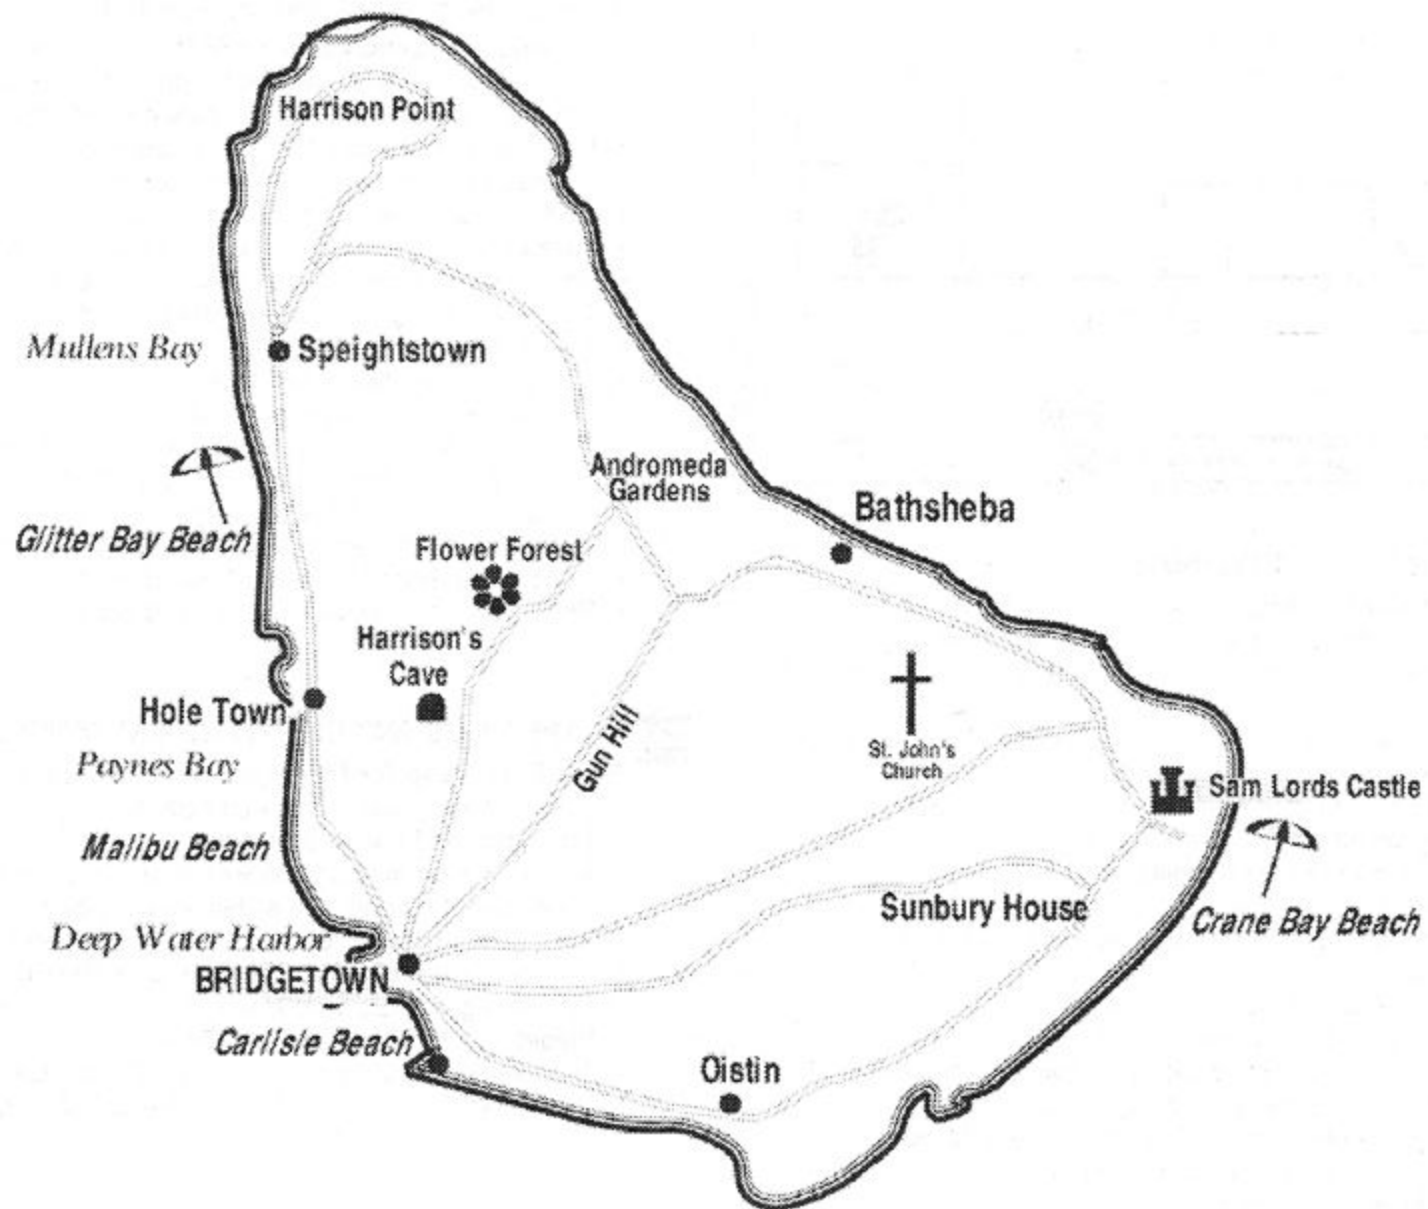 Harrison Point
Mullens Bay
Speightstown
Andromeda
Gardens
Bathsheba
Glitter Bay Beach
Flower Forest
Harrison's
Cave
Hole Town
Gun Hill
St. John's
Church
Paynes Bay
Sam Lords Castle
Malibu Beach
Sunbury House
Crane Bay Beach
Deep Water Harbor
BRIDGETOWN
Carlisle Beach
Oistin